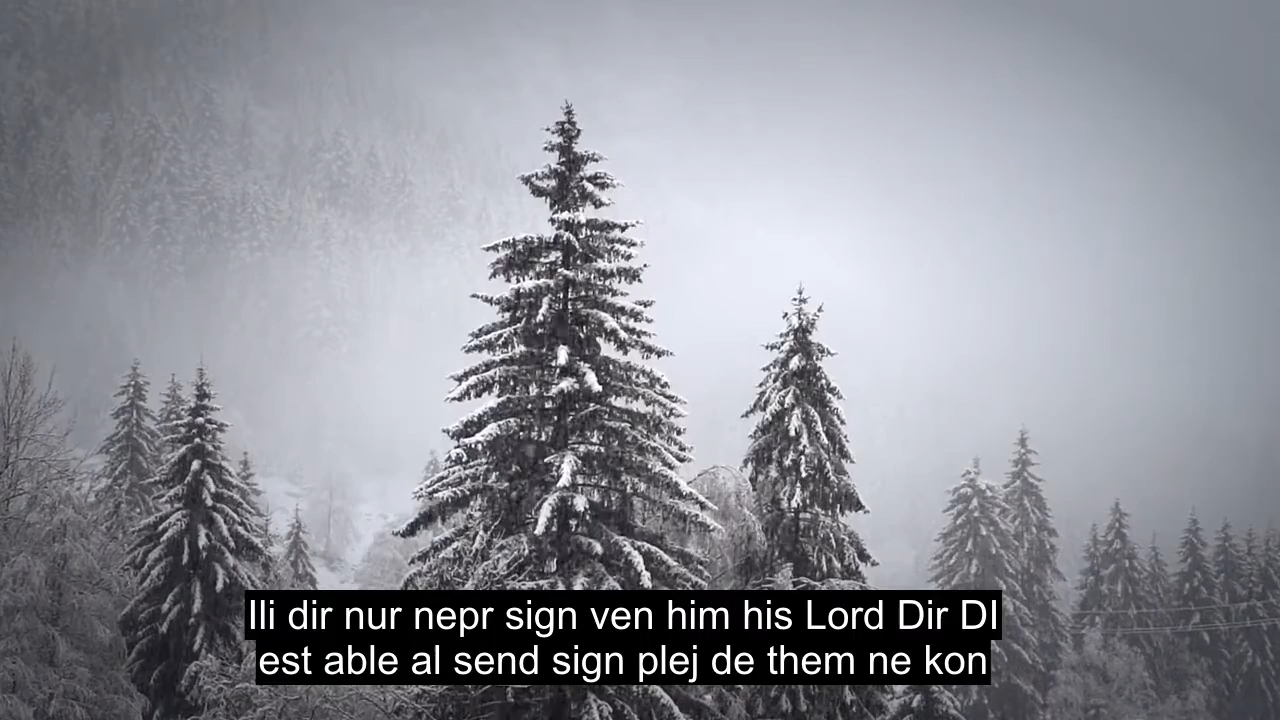 Ili dir nur nepr sign ven him his Lord Dir DI
est able al send sign plej de them ne kon